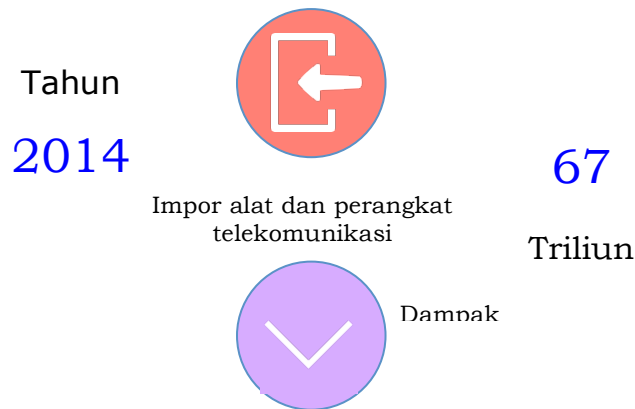 Tahun
2014
Impor alat dan perangkat
telekomunikasi
67
Triliun
Dampak